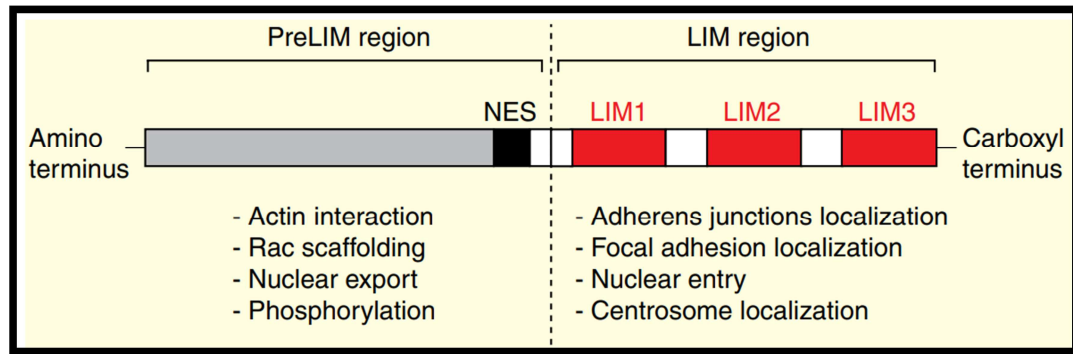 PreLIM region
LIM region
NES
LIM1
LIM2
LIM3
Amino
terminus
Carboxyl
terminus
- Actin interaction
- Rac scaffolding
- Nuclear export
- Phosphorylation
- Adherens junctions localization
- Focal adhesion localization
- Nuclear entry
- Centrosome localization